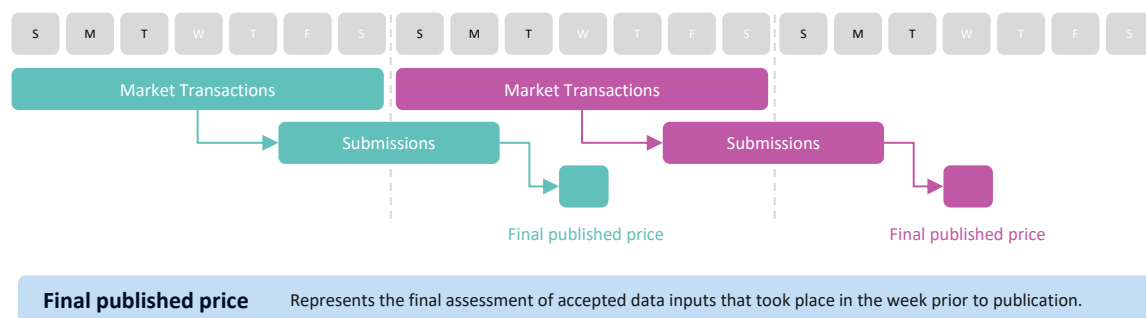 S M T W T F S S M T W T F S S M T W T F S
Market Transactions Market Transactions
Submissions Submissions
Final published price Final published price
Final published price Represents the final assessment of accepted data inputs that took place in the week prior to publication.